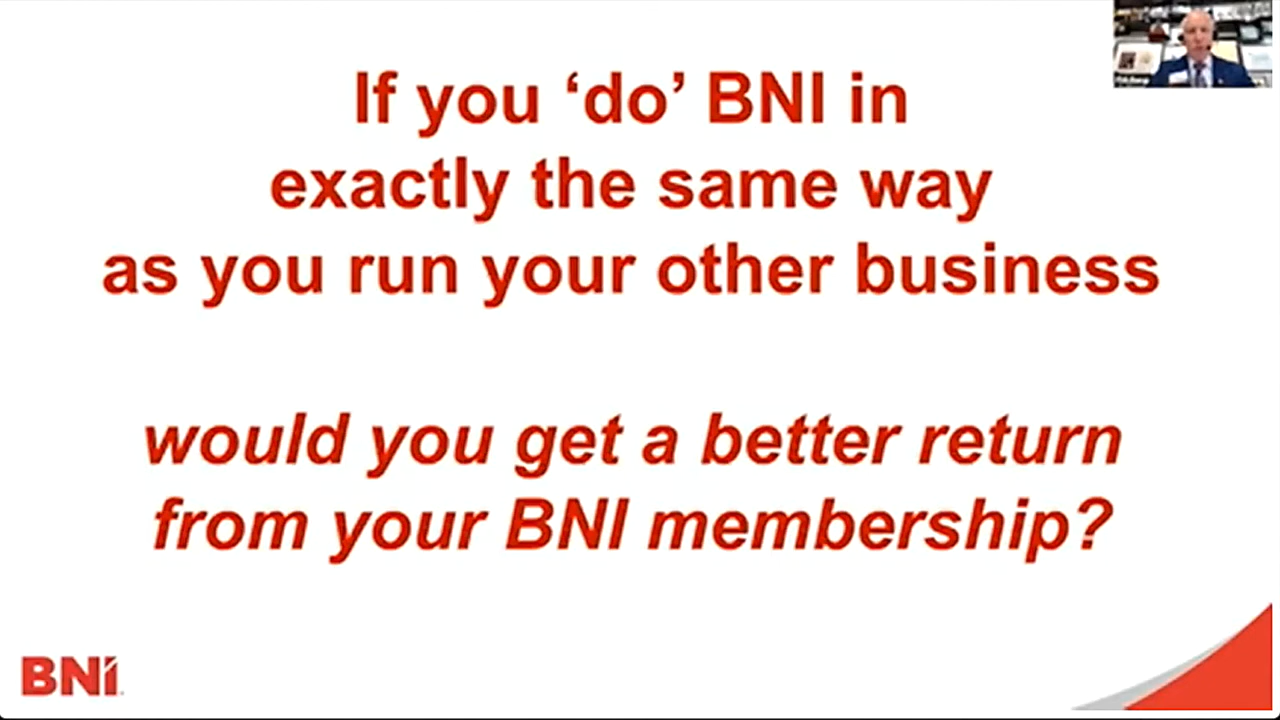 If you ‘do’ BNI in
exactly the same way
as you run your other business
would you get a better return
from your BNI membership?
BNI